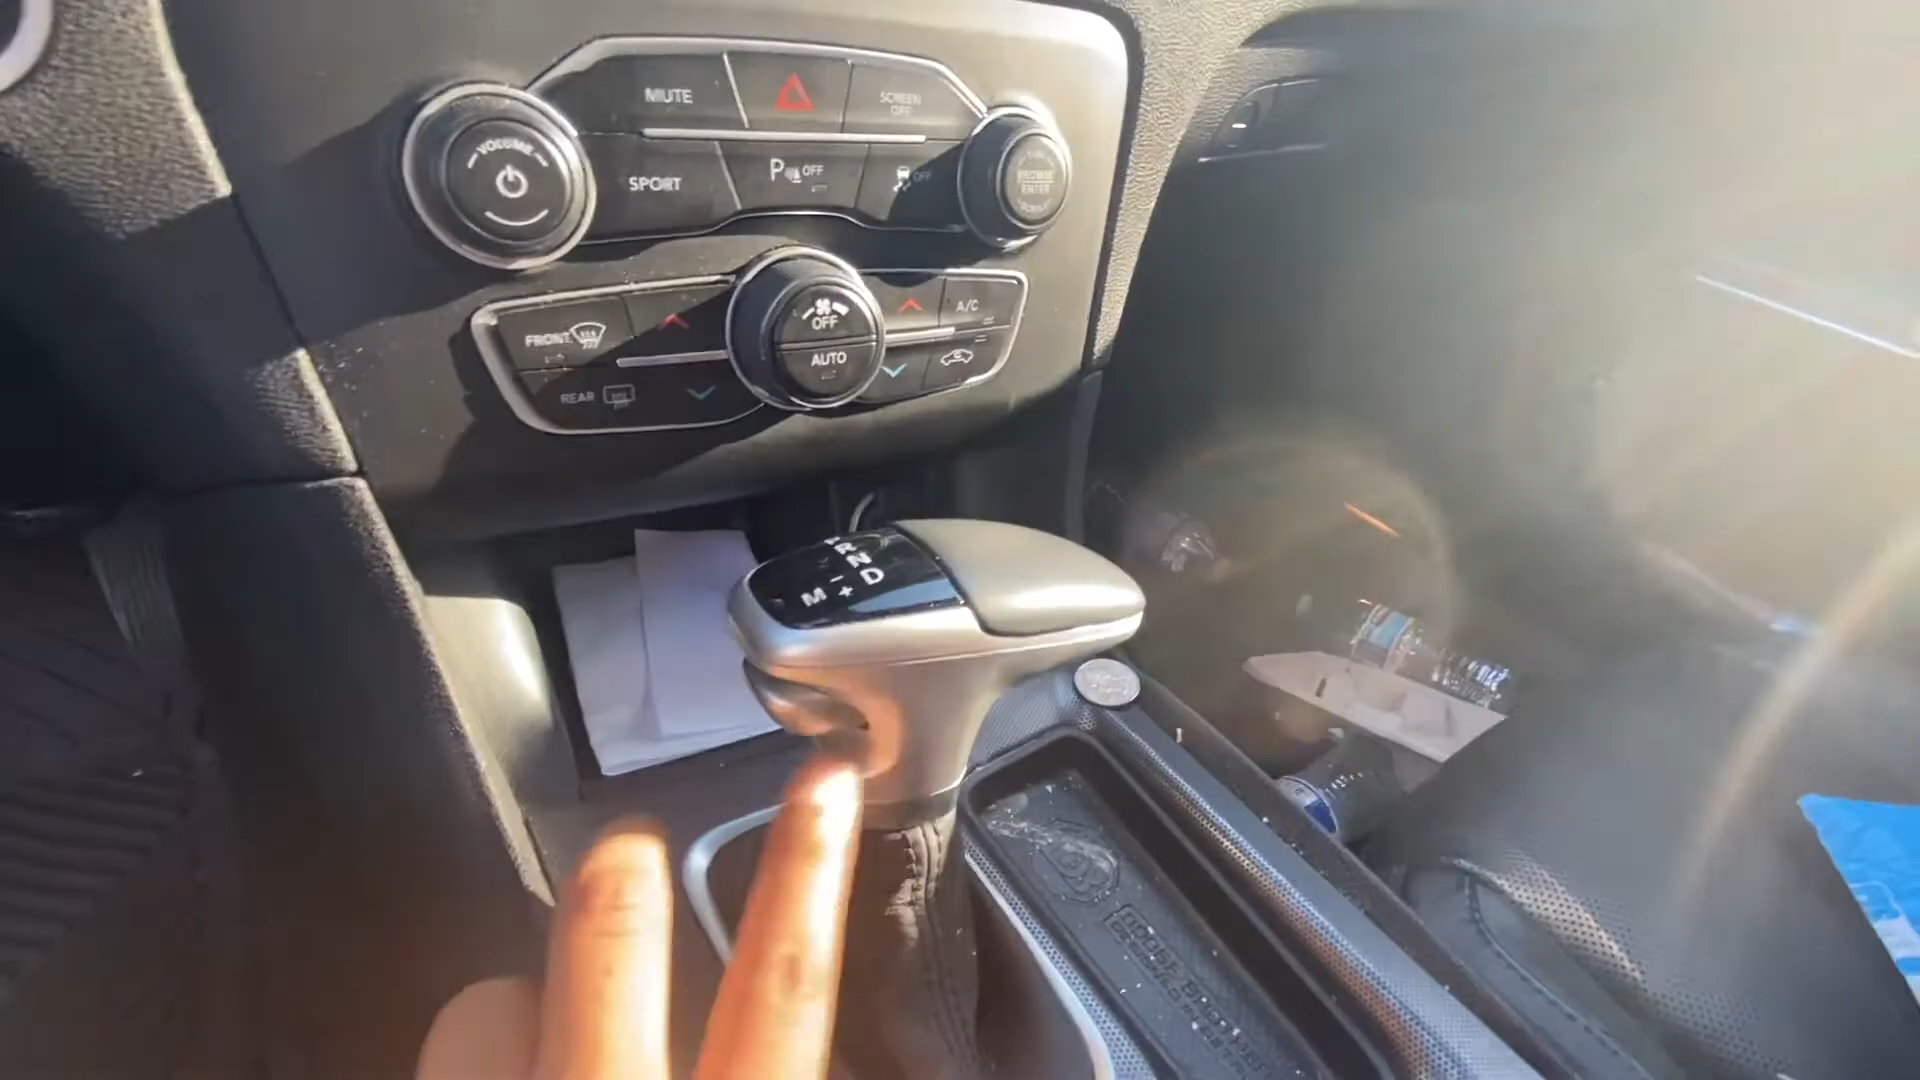 MUTE
SCREEN
OFF
VOLUME
SPORT
P OFF
OFF
BROWSE
ENTER
OFF
AUTO
A/C
FRONT
REAR
R
N
D
M
-
+